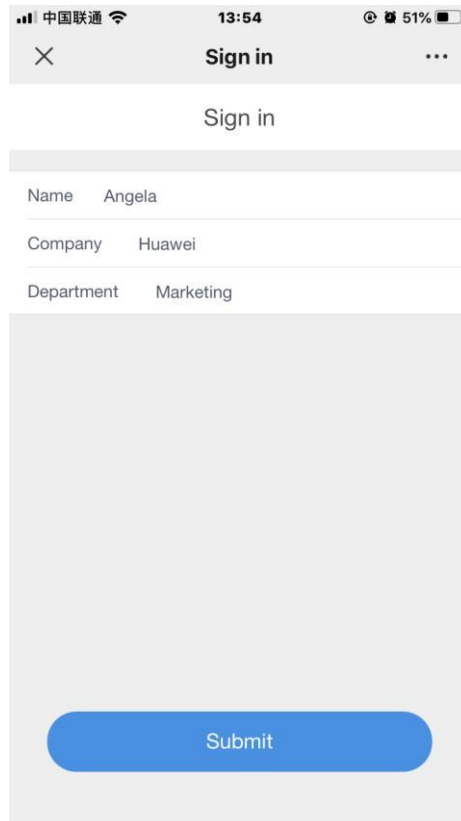 中国联通 13:54 51%
Sign in
Sign in
Name Angela
Company Huawei
Department Marketing
Submit